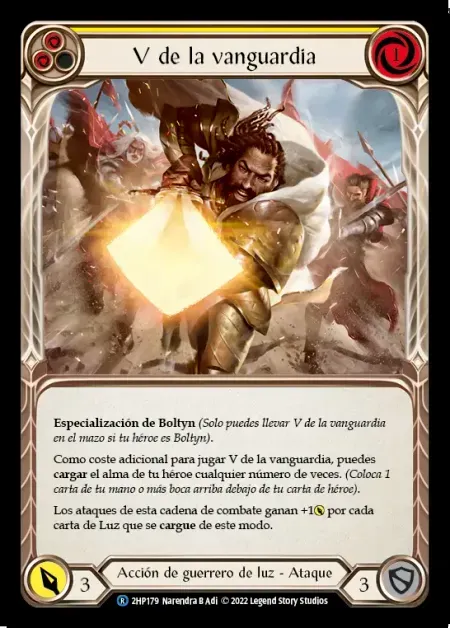 V de la vanguardia
1
Especialización de Boltyn (Solo puedes llevar V de la vanguardia
en el mazo si tu héroe es Boltyn).
Como coste adicional para jugar V de la vanguardia, puedes
cargar el alma de tu héroe cualquier número de veces. (Coloca 1
carta de tu mano o más boca arriba debajo de tu carta de héroe).
Los ataques de esta cadena de combate ganan +1 por cada
carta de Luz que se cargue de este modo.
3
Acción de guerrero de luz - Ataque
3
R 2HP179 Narendra B Adi © 2022 Legend Story Studios